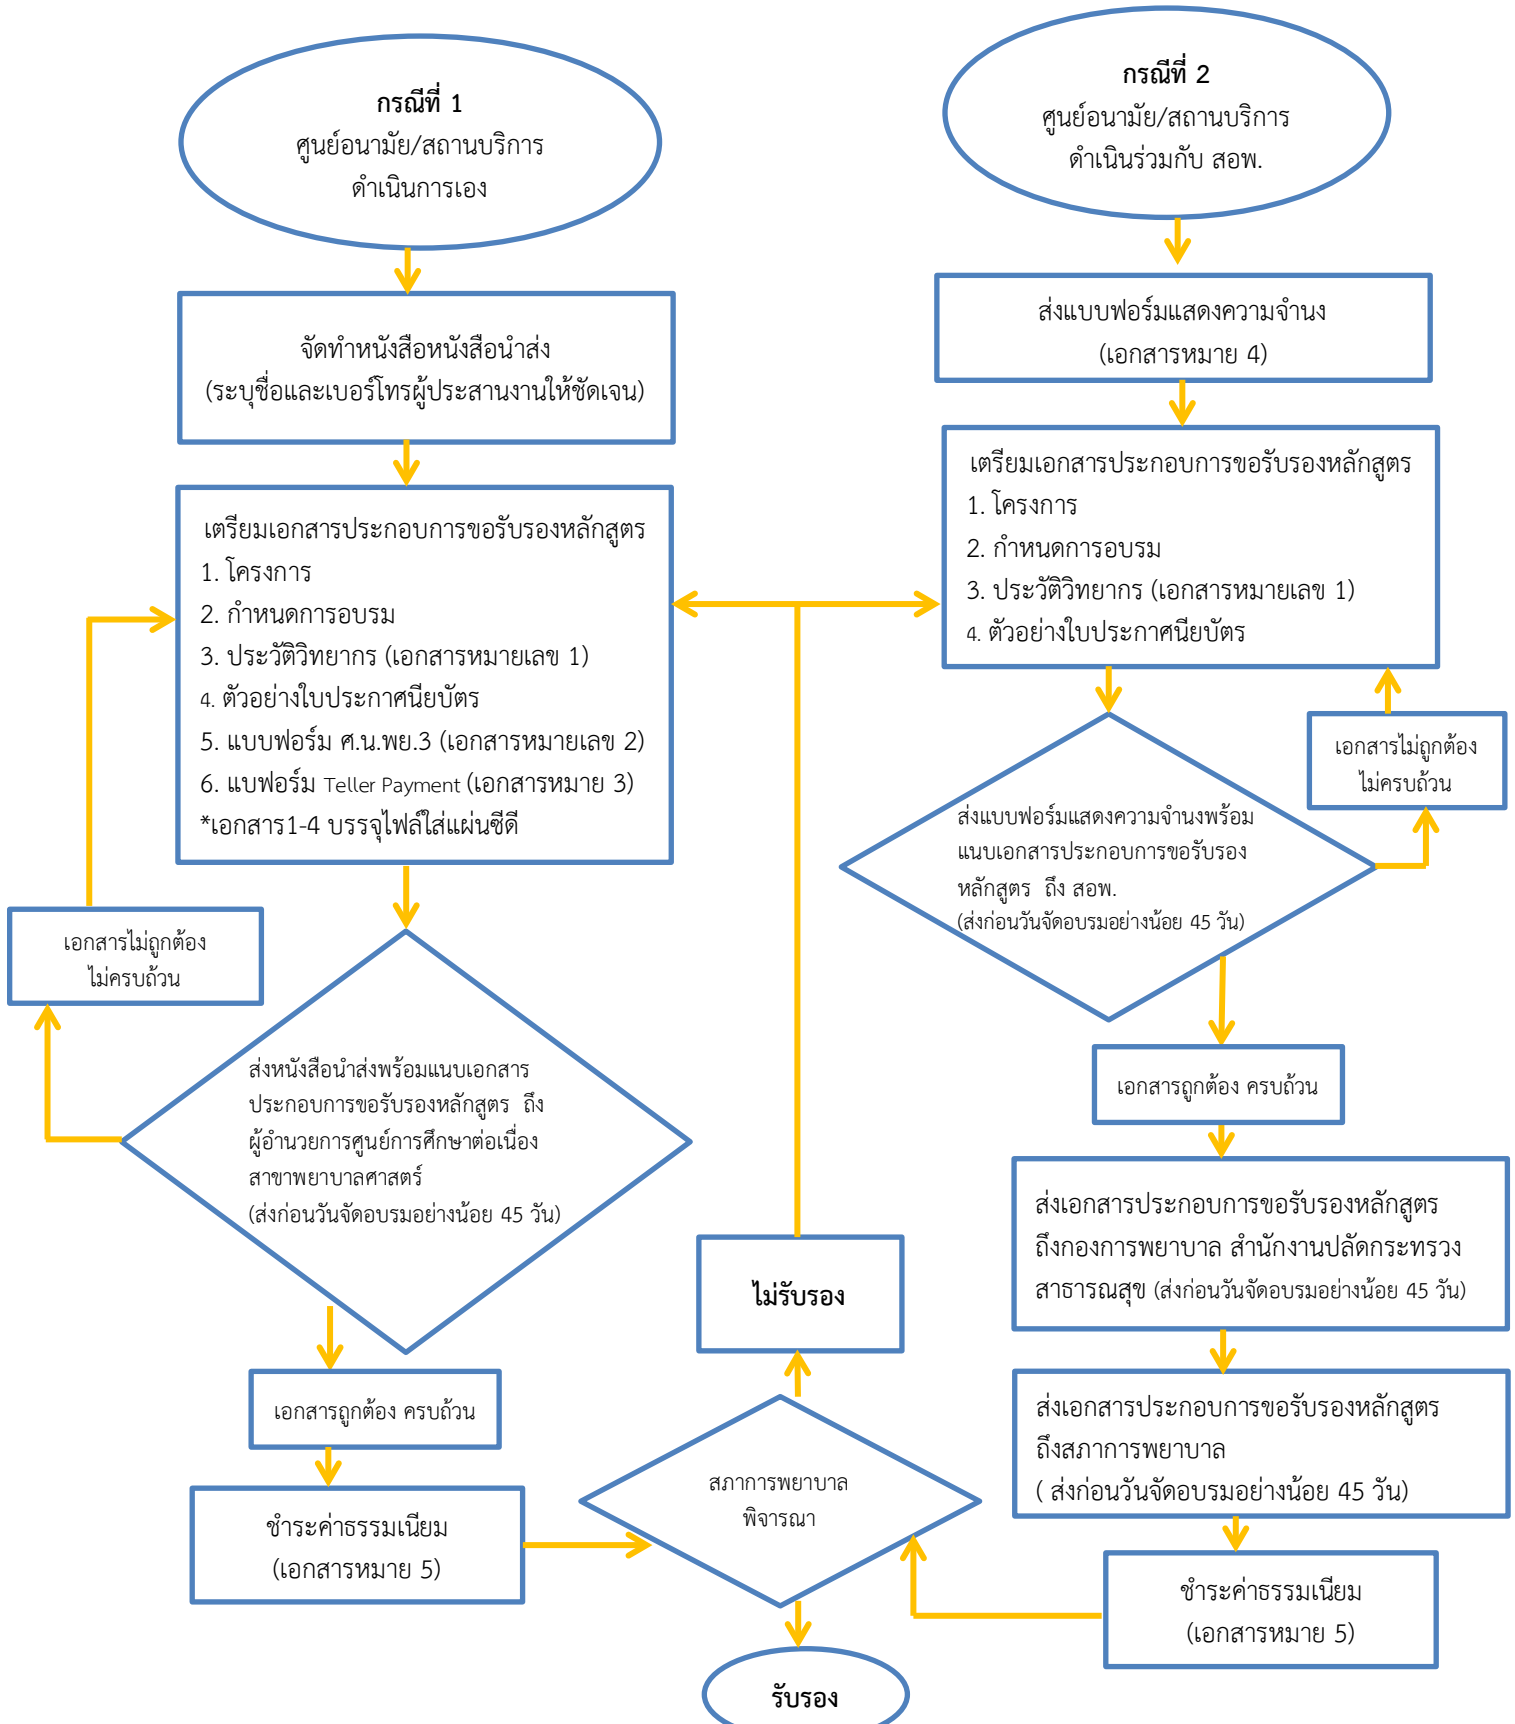 กรณีที่ 1
ศูนย์อนามัย/สถานบริการ
ดำเนินการเอง
จัดทำหนังสือหนังสือนำส่ง
(ระบุชื่อและเบอร์โทรผู้ประสานงานให้ชัดเจน)
เตรียมเอกสารประกอบการขอรับรองหลักสูตร
1. โครงการ
2. กำหนดการอบรม
3. ประวัติวิทยากร (เอกสารหมายเลข 1)
4. ตัวอย่างใบประกาศนียบัตร
5. แบบฟอร์ม ศ.น.พย.3 (เอกสารหมายเลข 2)
6. แบฟอร์ม Teller Payment (เอกสารหมาย 3)
*เอกสาร1-4 บรรจุไฟล์ใส่แผ่นซีดี
เอกสารไม่ถูกต้อง
ไม่ครบถ้วน
ส่งหนังสือนำส่งพร้อมแนบเอกสาร
ประกอบการขอรับรองหลักสูตร ถึง
ผู้อำนวยการศูนย์การศึกษาต่อเนื่อง
สาขาพยาบาลศาสตร์
(ส่งก่อนวันจัดอบรมอย่างน้อย 45 วัน)
เอกสารถูกต้อง ครบถ้วน
ชำระค่าธรรมเนียม
(เอกสารหมาย 5)
กรณีที่ 2
ศูนย์อนามัย/สถานบริการ
ดำเนินร่วมกับ สอพ.
ส่งแบบฟอร์มแสดงความจำนง
(เอกสารหมาย 4)
เตรียมเอกสารประกอบการขอรับรองหลักสูตร
1. โครงการ
2. กำหนดการอบรม
3. ประวัติวิทยากร (เอกสารหมายเลข 1)
4. ตัวอย่างใบประกาศนียบัตร
เอกสารไม่ถูกต้อง
ไม่ครบถ้วน
ส่งแบบฟอร์มแสดงความจำนงพร้อม
แนบเอกสารประกอบการขอรับรอง
หลักสูตร ถึง สอพ.
(ส่งก่อนวันจัดอบรมอย่างน้อย 45 วัน)
เอกสารถูกต้อง ครบถ้วน
ส่งเอกสารประกอบการขอรับรองหลักสูตร
ถึงกองการพยาบาล สำนักงานปลัดกระทรวง
สาธารณสุข (ส่งก่อนวันจัดอบรมอย่างน้อย 45 วัน)
ส่งเอกสารประกอบการขอรับรองหลักสูตร
ถึงสภาการพยาบาล
( ส่งก่อนวันจัดอบรมอย่างน้อย 45 วัน)
ชำระค่าธรรมเนียม
(เอกสารหมาย 5)
ไม่รับรอง
สภาการพยาบาล
พิจารณา
รับรอง